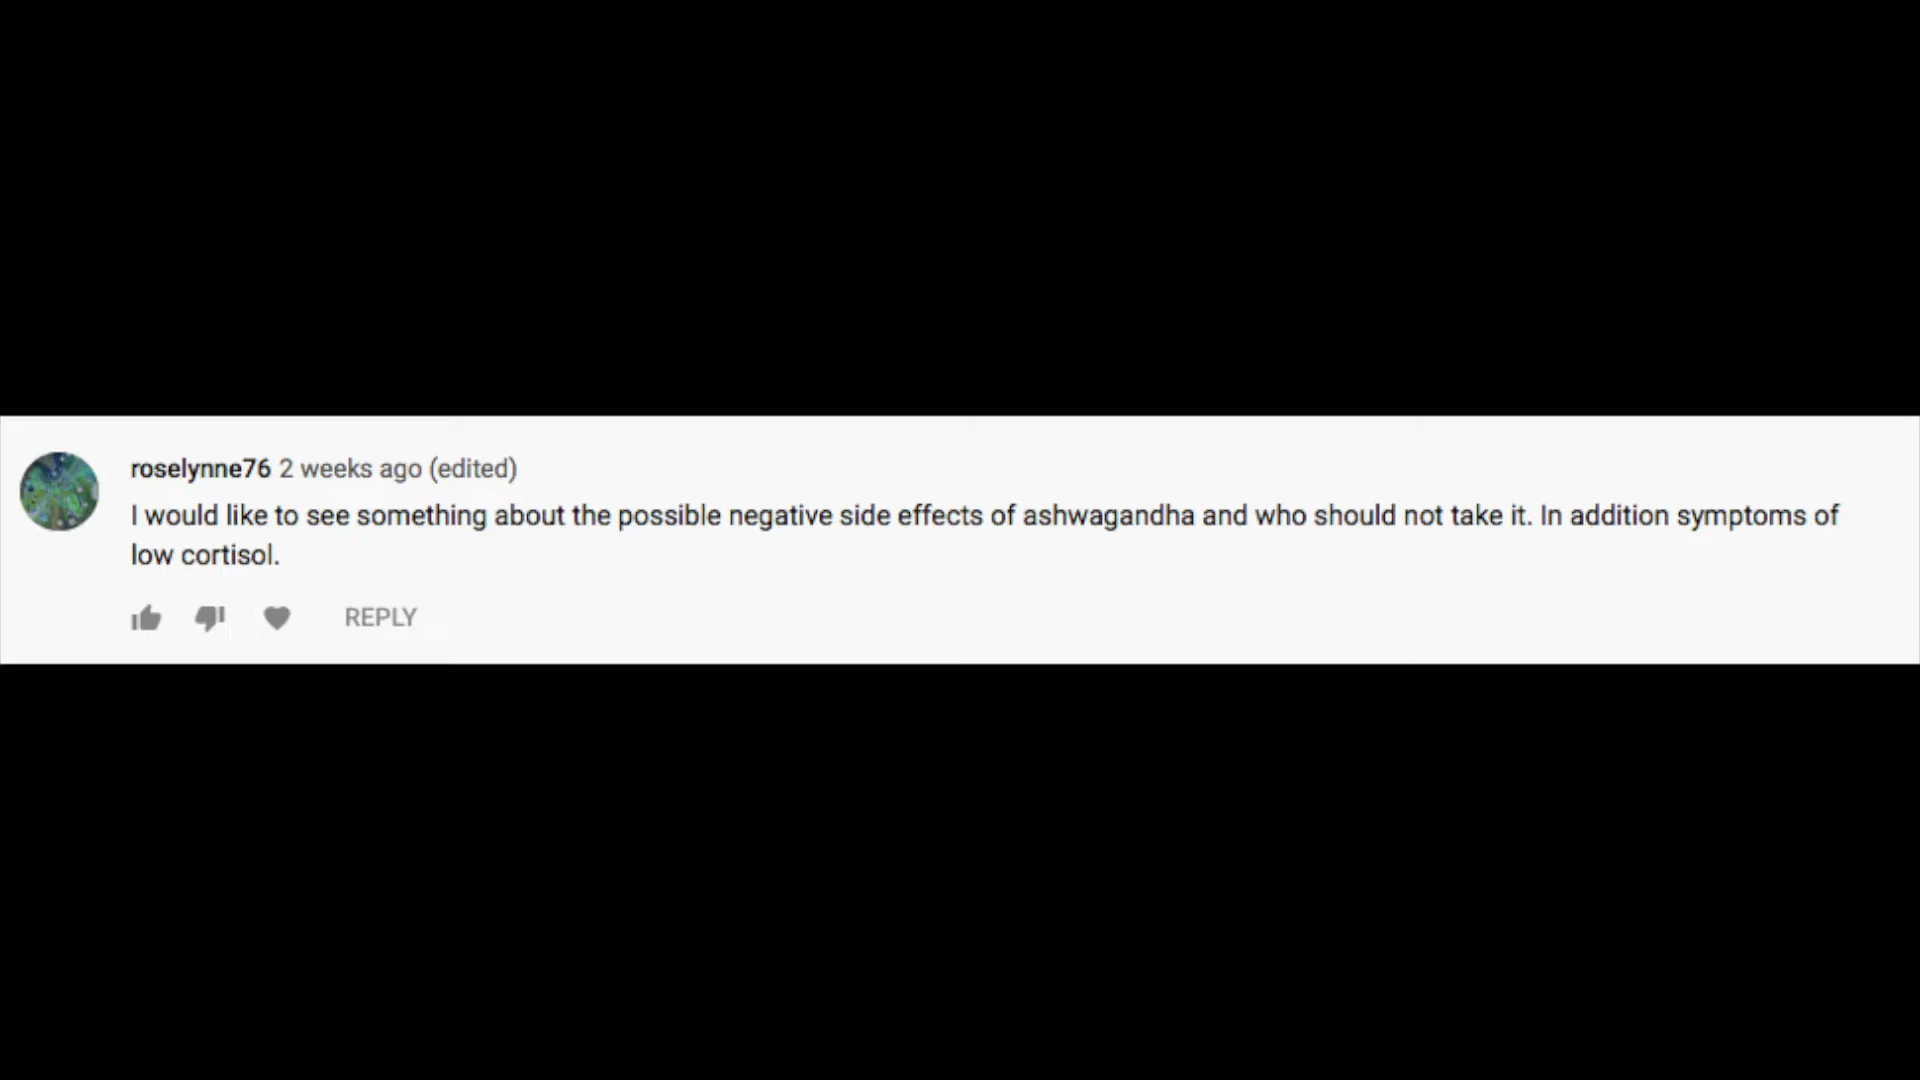 roselynne76 2 weeks ago (edited)
I would like to see something about the possible negative side effects of ashwagandha and who should not take it. In addition symptoms of
low cortisol.
REPLY